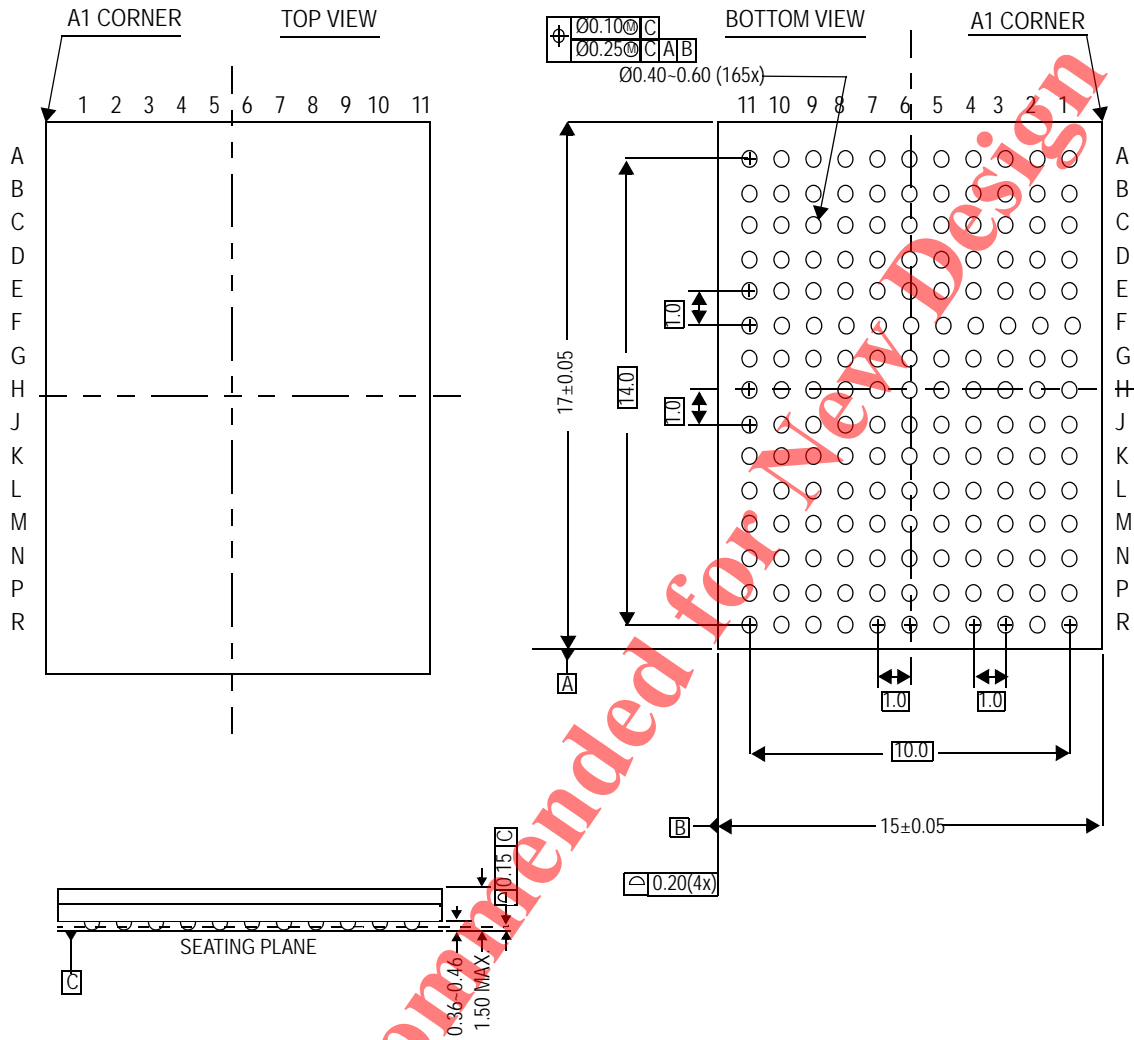 A1 CORNER TOP VIEW
1 2 3 4 5 6 7 8 9 10 11
A
B
C
D
E
F
G
H
J
K
L
M
N
P
R
Ø0.10Ⓜ C
Ø0.25Ⓜ C A B
Ø0.40~0.60 (165x)
BOTTOM VIEW A1 CORNER
11 10 9 8 7 6 5 4 3 2 1
A
B
C
D
E
F
G
H
J
K
L
M
N
P
R
17±0.05
14.0
1.0
1.0
A
1.0 1.0
10.0
B 15±0.05
0.20(4x)
0.15 C
SEATING PLANE
C
0.36~0.46
1.50 MAX.
ommended for New Design